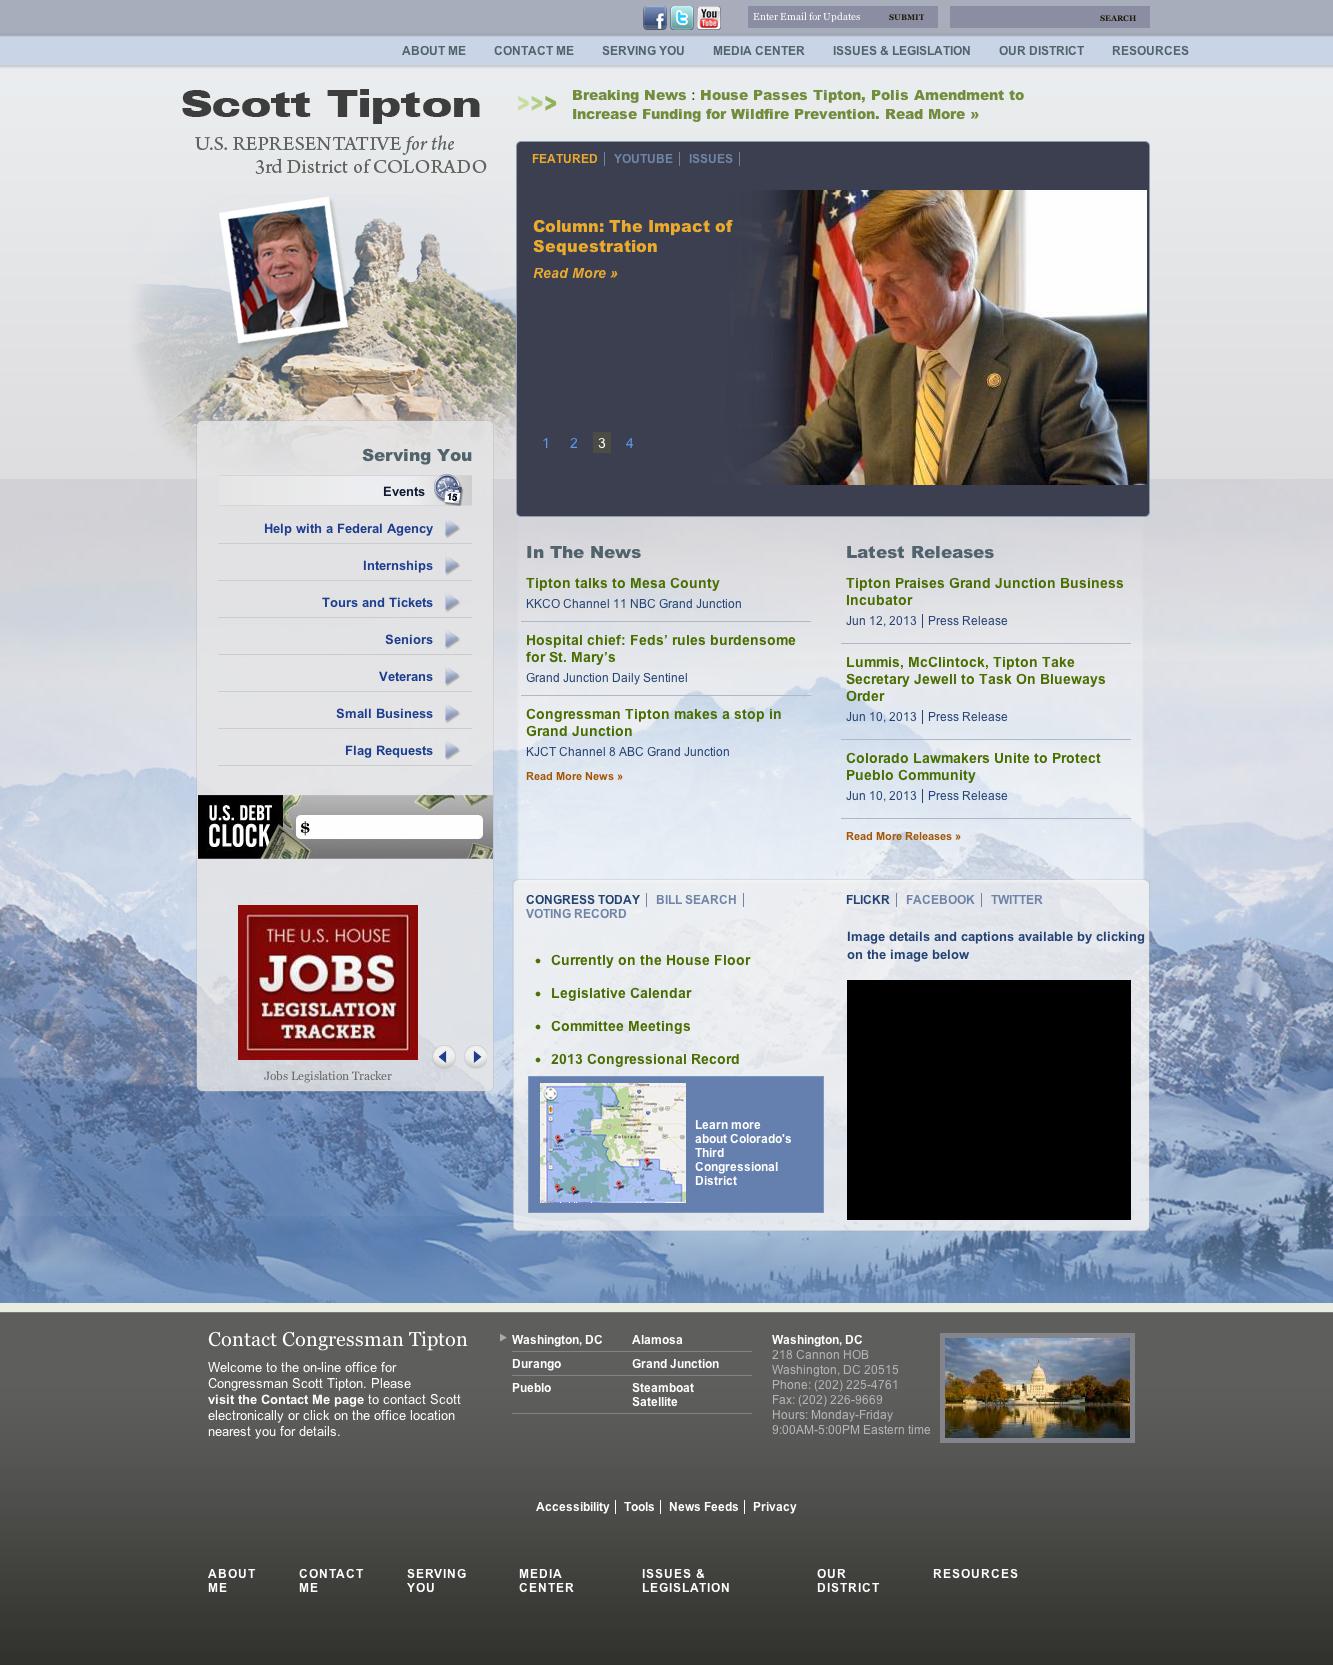 Enter Email for Updates
SUBMIT
SEARCH
ABOUT ME
CONTACT ME
SERVING YOU
MEDIA CENTER
ISSUES & LEGISLATION
OUR DISTRICT
RESOURCES
Scott Tipton
U.S. REPRESENTATIVE for the
3rd District of COLORADO
>>>
Breaking News : House Passes Tipton, Polis Amendment to
Increase Funding for Wildfire Prevention. Read More »
FEATURED
YOUTUBE
ISSUES
Column: The Impact of
Sequestration
Read More »
1 2 3 4
Serving You
Events
15
Help with a Federal Agency
Internships
Tours and Tickets
Seniors
Veterans
Small Business
Flag Requests
U.S. DEBT
CLOCK
$
THE U.S. HOUSE
JOBS
LEGISLATION
TRACKER
Jobs Legislation Tracker
In The News
Tipton talks to Mesa County
KKCO Channel 11 NBC Grand Junction
Hospital chief: Feds’ rules burdensome
for St. Mary’s
Grand Junction Daily Sentinel
Congressman Tipton makes a stop in
Grand Junction
KJCT Channel 8 ABC Grand Junction
Read More News »
Latest Releases
Tipton Praises Grand Junction Business
Incubator
Jun 12, 2013 | Press Release
Lummis, McClintock, Tipton Take
Secretary Jewell to Task On Blueways
Order
Jun 10, 2013 | Press Release
Colorado Lawmakers Unite to Protect
Pueblo Community
Jun 10, 2013 | Press Release
Read More Releases »
CONGRESS TODAY
BILL SEARCH
VOTING RECORD
Currently on the House Floor
Legislative Calendar
Committee Meetings
2013 Congressional Record
Colorado
Learn more
about Colorado's
Third
Congressional
District
FLICKR
FACEBOOK
TWITTER
Image details and captions available by clicking
on the image below
Contact Congressman Tipton
Welcome to the on-line office for
Congressman Scott Tipton. Please
visit the Contact Me page to contact Scott
electronically or click on the office location
nearest you for details.
Washington, DC
Alamosa
Durango
Grand Junction
Pueblo
Steamboat
Satellite
Washington, DC
218 Cannon HOB
Washington, DC 20515
Phone: (202) 225-4761
Fax: (202) 226-9669
Hours: Monday-Friday
9:00AM-5:00PM Eastern time
Accessibility
Tools
News Feeds
Privacy
ABOUT
ME
CONTACT
ME
SERVING
YOU
MEDIA
CENTER
ISSUES &
LEGISLATION
OUR
DISTRICT
RESOURCES